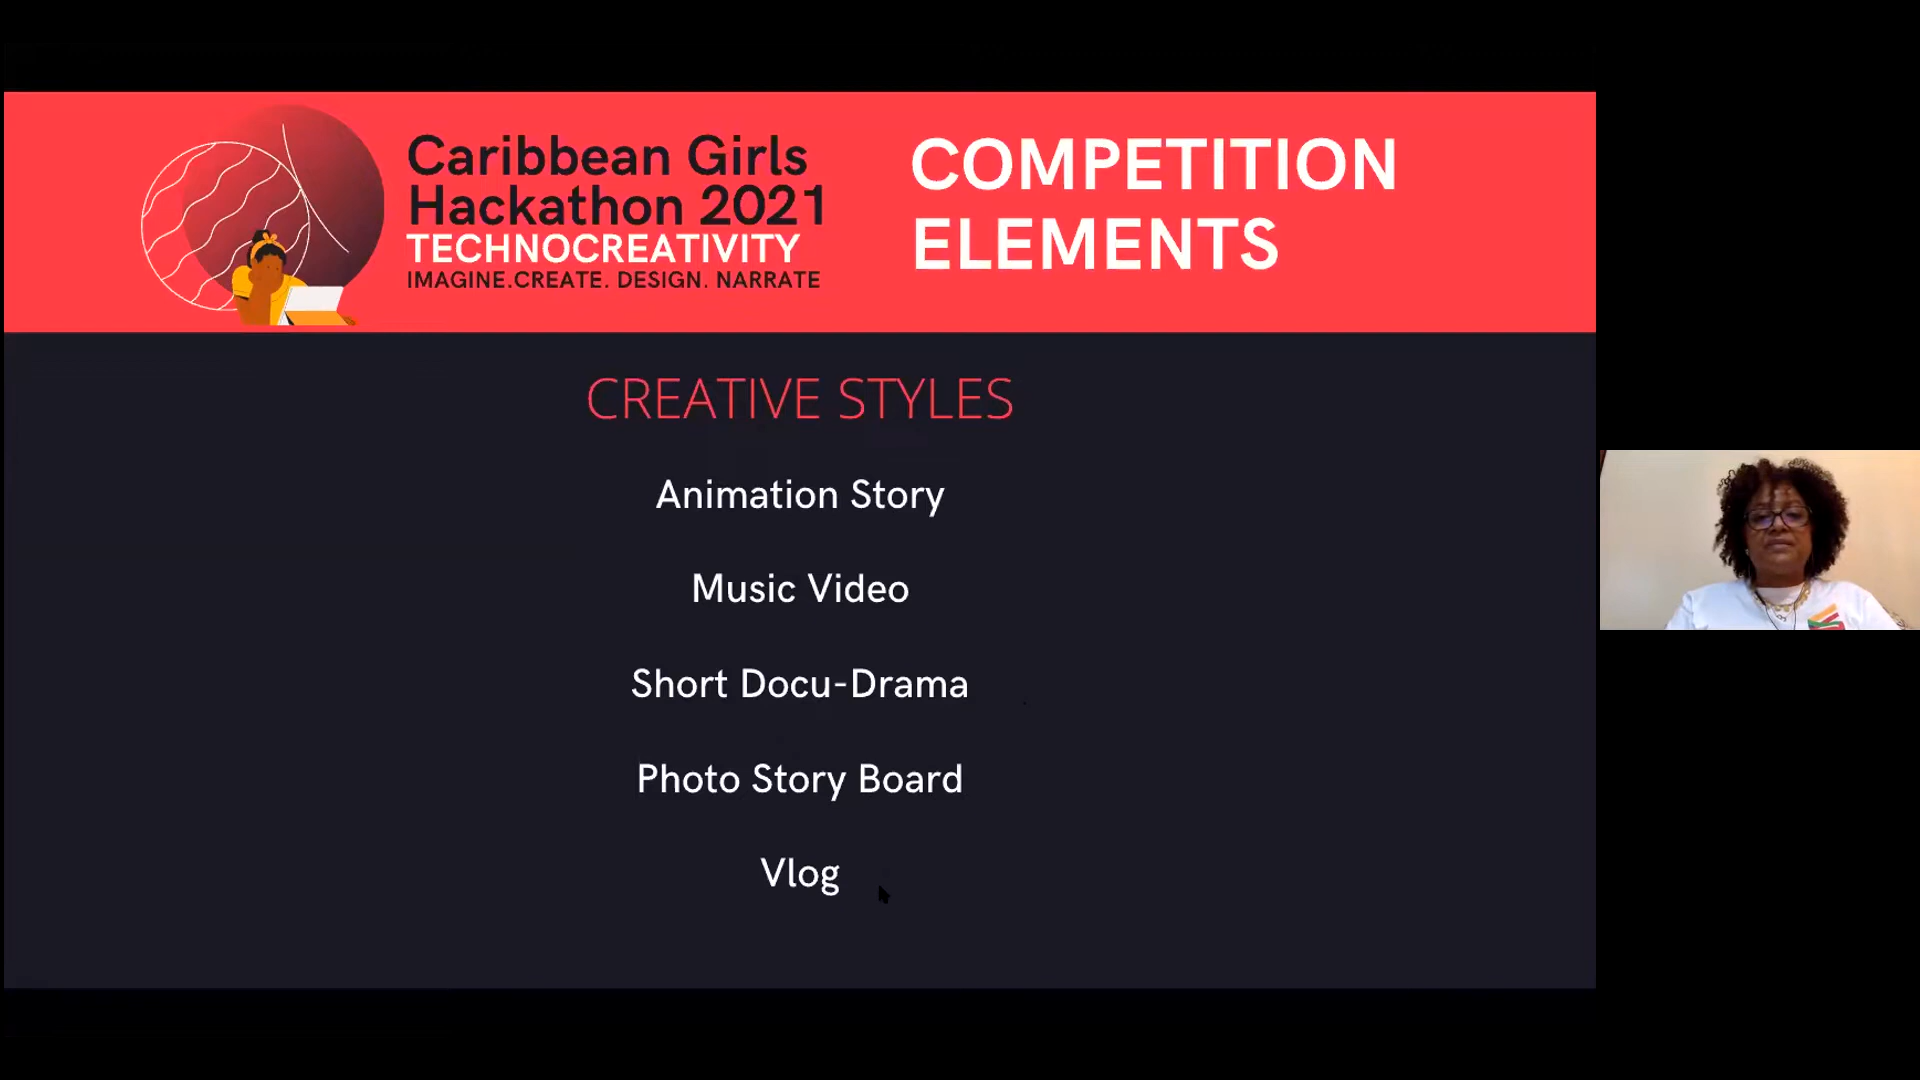 Caribbean Girls
Hackathon 2021
TECHNOCREATIVITY
IMAGINE.CREATE. DESIGN. NARRATE
COMPETITION
ELEMENTS
CREATIVE STYLES
Animation Story
Music Video
Short Docu-Drama
Photo Story Board
Vlog